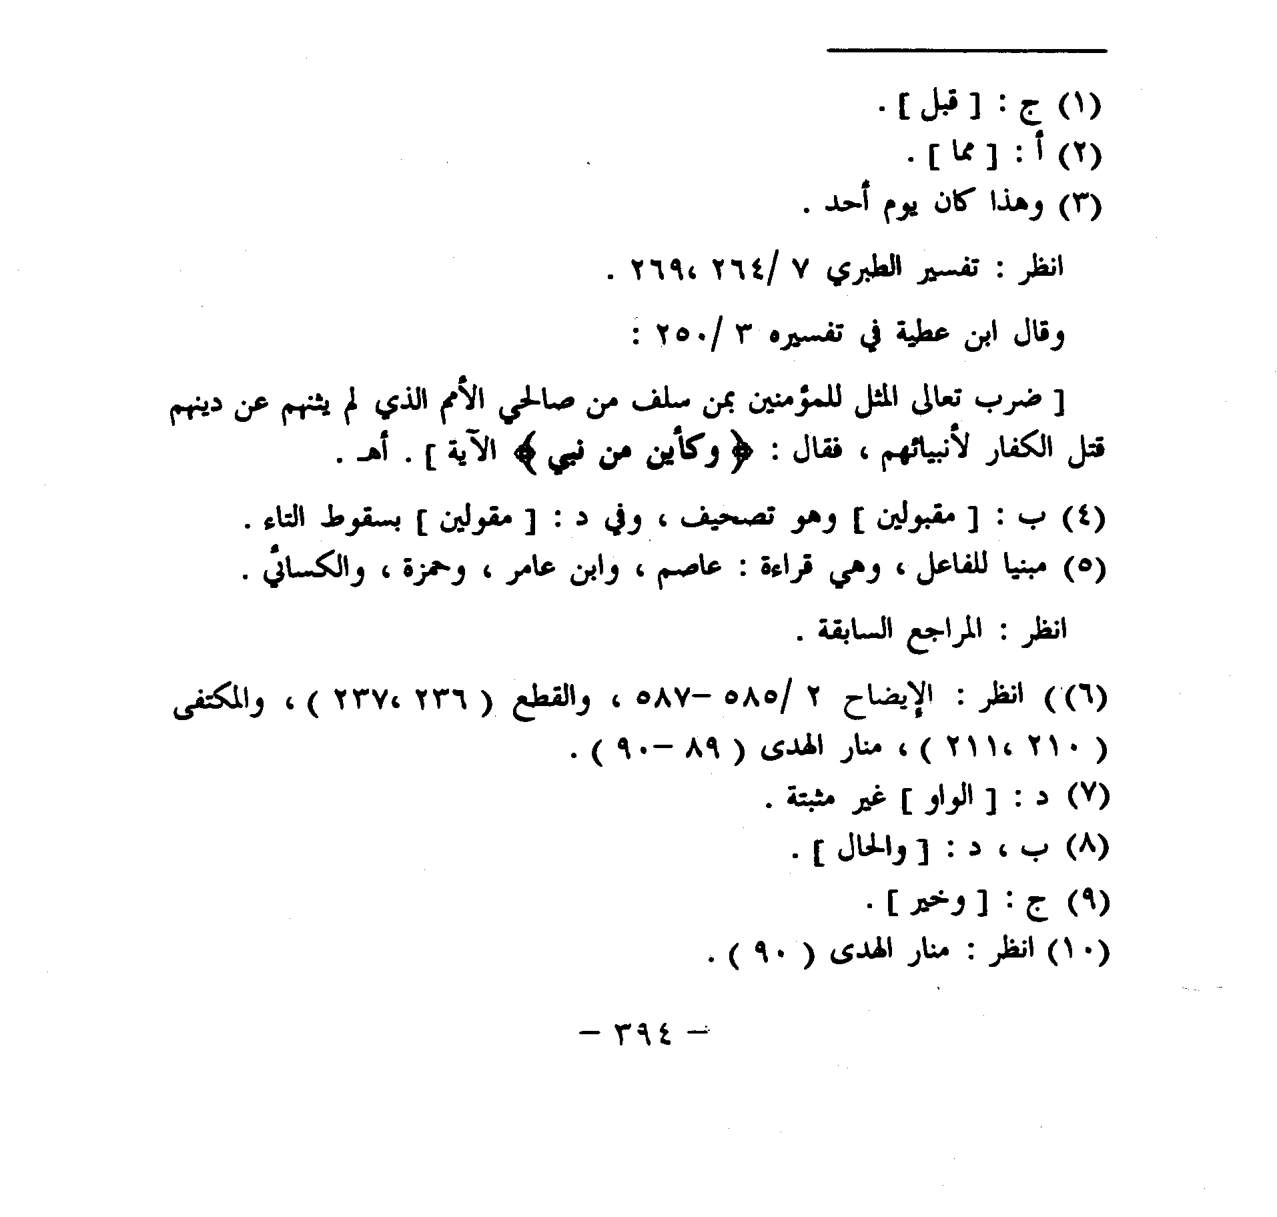 (١) ج : [ قبل ] .
(٢) أ : [ مما ] .
(٣) وهذا كان يوم أحد .
انظر : تفسير الطبري ٧ /٢٦٤ ،٢٦٩ .
وقال ابن عطية في تفسيره ٣ /٢٥٠ :
[ ضرب تعالى المثل للمؤمنين بمن سلف من صالحي الأمم الذي لم يثنهم عن دينهم
قتل الكفار لأنبيائهم ، فقال : ﴿ وكأين من نبي ﴾ الآية ] . أهـ .
(٤) ب : [ مقبولين ] وهو تصحيف ، وفي د : [ مقولين ] بسقوط التاء .
(٥) مبنيا للفاعل ، وهي قراءة : عاصم ، وابن عامر ، وحمزة ، والكسائي .
انظر : المراجع السابقة .
(٦)) انظر : الإيضاح ٢ /٥٨٥ –٥٨٧ ، والقطع ( ٢٣٦ ،٢٣٧ ) ، والمكتفى
( ٢١٠ ،٢١١ ) ، منار الهدى ( ٨٩ –٩٠ ) .
(٧) د : [ الواو ] غير مثبتة .
(٨) ب ، د : [ والحال ] .
(٩) ج : [ وخير ] .
(١٠) انظر : منار الهدى ( ٩٠ ) .
– ٣٩٤ –